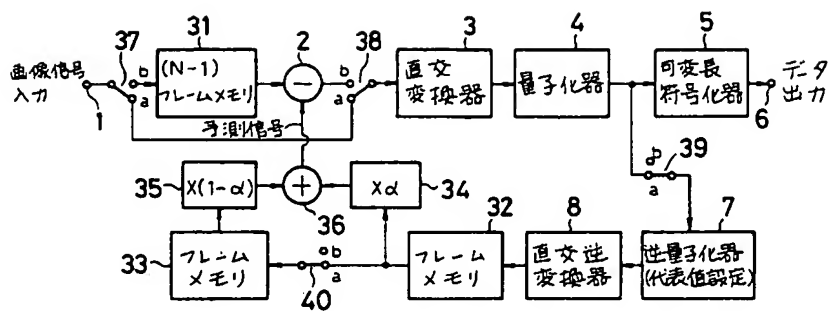 31
3
4
5
37
2
38
画像信号
入力
1
b
a
(N-1)
フレームメモリ
−
b
a
直交
変換器
量子化器
可変長
符号化器
6
データ
出力
予測信号
b
a
39
35
X(1-α)
+
36
Xα
34
32
8
7
33
フレーム
メモリ
b
a
40
フレーム
メモリ
直交逆
変換器
逆量子化器
(代表値設定)